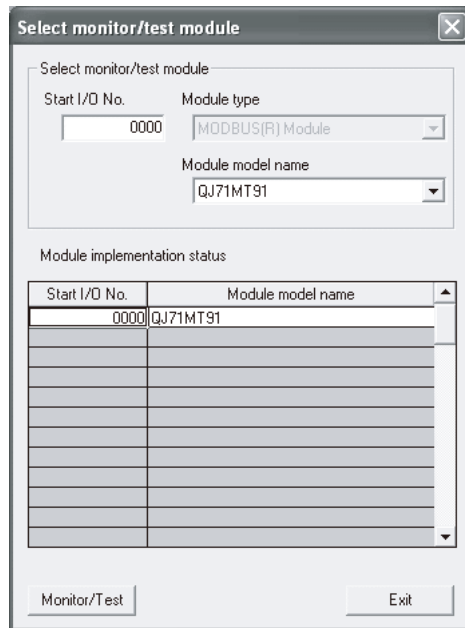 Select monitor/test module
Select monitor/test module
Start I/O No. Module type
0000 MODBUS(R) Module
Module model name
QJ71MT91
Module implementation status
Start I/O No. Module model name
0000 QJ71MT91
Monitor/Test Exit